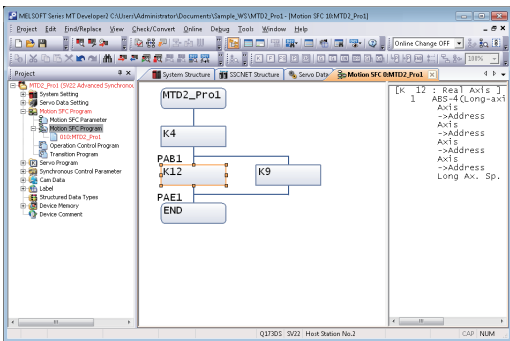 MELSOFT Series MT Developer2 C:\Users\Administrator\Documents\Sample_WS\MTD2_Pro1 - [Motion SFC 10:MTD2_Pro1]
Project Edit Find/Replace View Check/Convert Online Debug Tools Window Help
Online Change OFF
100%
Project
System Structure
SSCNET Structure
Servo Data
Motion SFC 0:MTD2_Pro1
MTD2_Pro1 (SV22 Advanced Synchronou
System Setting
Servo Data Setting
Motion SFC Program
Motion SFC Parameter
Motion SFC Program
010:MTD2_Pro1
Operation Control Program
Transition Program
Servo Program
Synchronous Control Parameter
Cam Data
Label
Structured Data Types
Device Memory
Device Comment
MTD2_Pro1
K4
PAB1
K12
K9
PAE1
END
[K 12 : Real Axis ]
1 ABS-4(Long-axi
Axis
->Address
Axis
->Address
Axis
->Address
Axis
->Address
Long Ax. Sp.
Q173DS SV22 Host Station No.2
CAP NUM